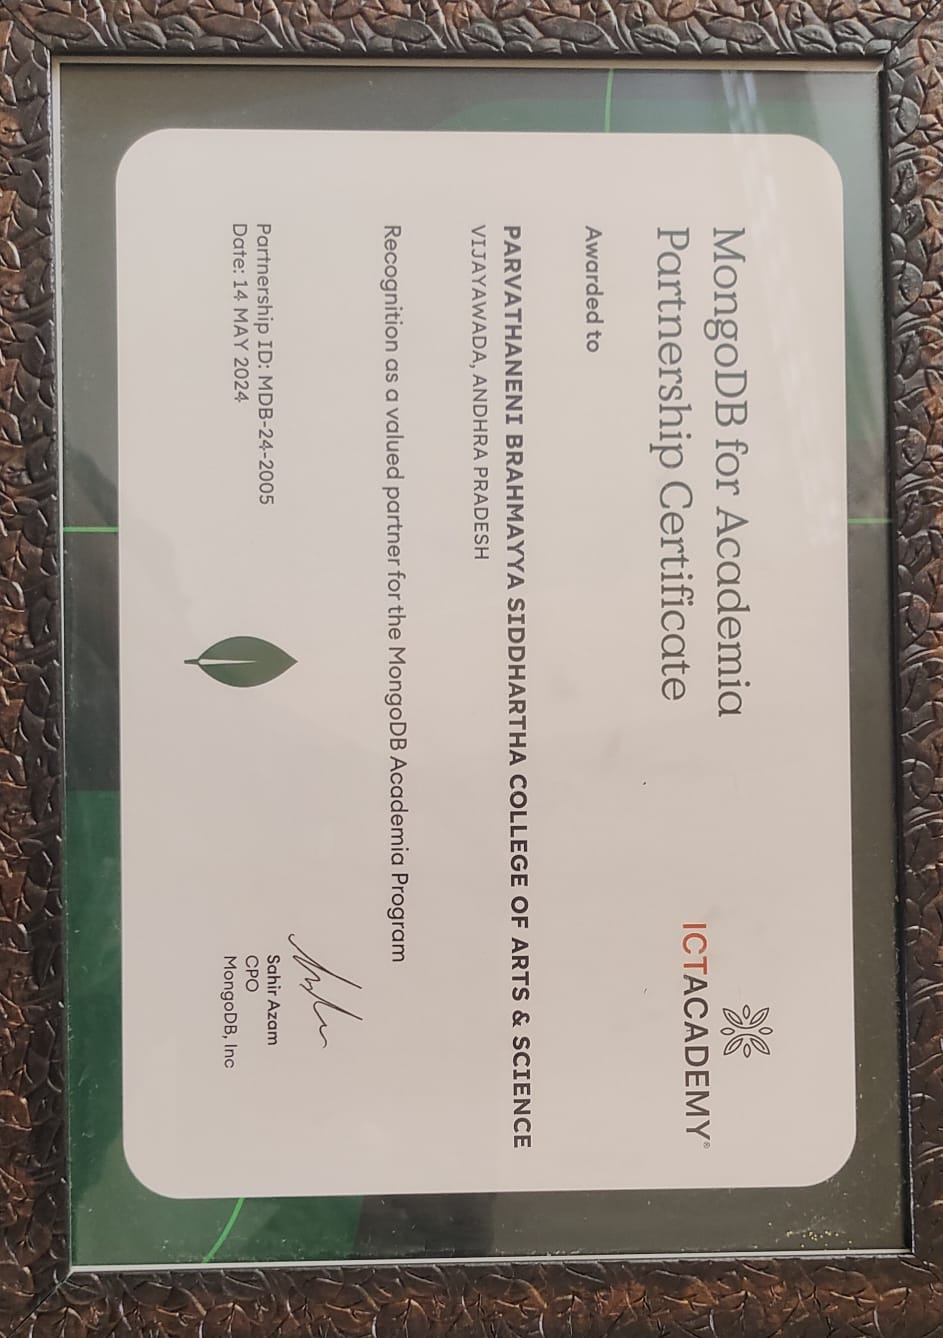 MongoDB for Academia
Partnership Certificate
ICTACADEMY®
Awarded to
PARVATHANENI BRAHMAYYA SIDDHARTHA COLLEGE OF ARTS & SCIENCE
VIJAYAWADA, ANDHRA PRADESH
Recognition as a valued partner for the MongoDB Academia Program
Partnership ID: MDB-24-2005
Date: 14 MAY 2024
Sahir Azam
CPO
MongoDB, Inc